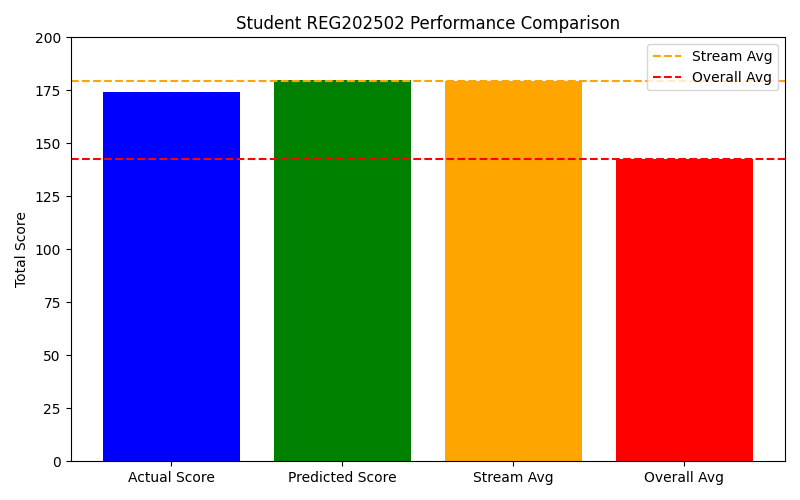 Student REG202502 Performance Comparison
Stream Avg
Overall Avg
Total Score
200
175
150
125
100
75
50
25
0
Actual Score
Predicted Score
Stream Avg
Overall Avg